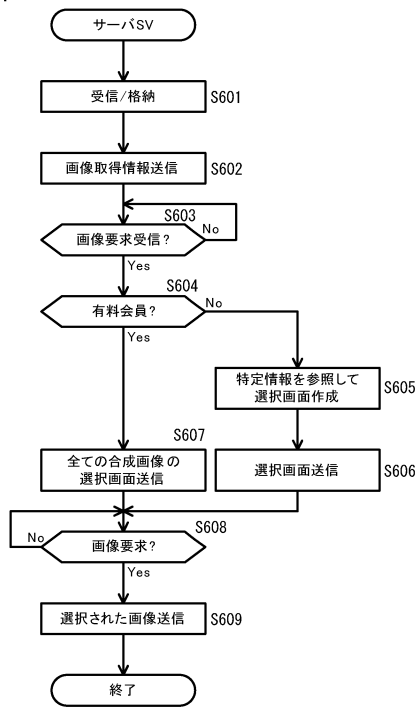 サーバSV
受信/格納
S601
画像取得情報送信
S602
S603
画像要求受信?
No
Yes
S604
有料会員?
No
Yes
特定情報を参照して
選択画面作成
S605
S607
全ての合成画像の
選択画面送信
選択画面送信
S606
S608
No
画像要求?
Yes
選択された画像送信
S609
終了